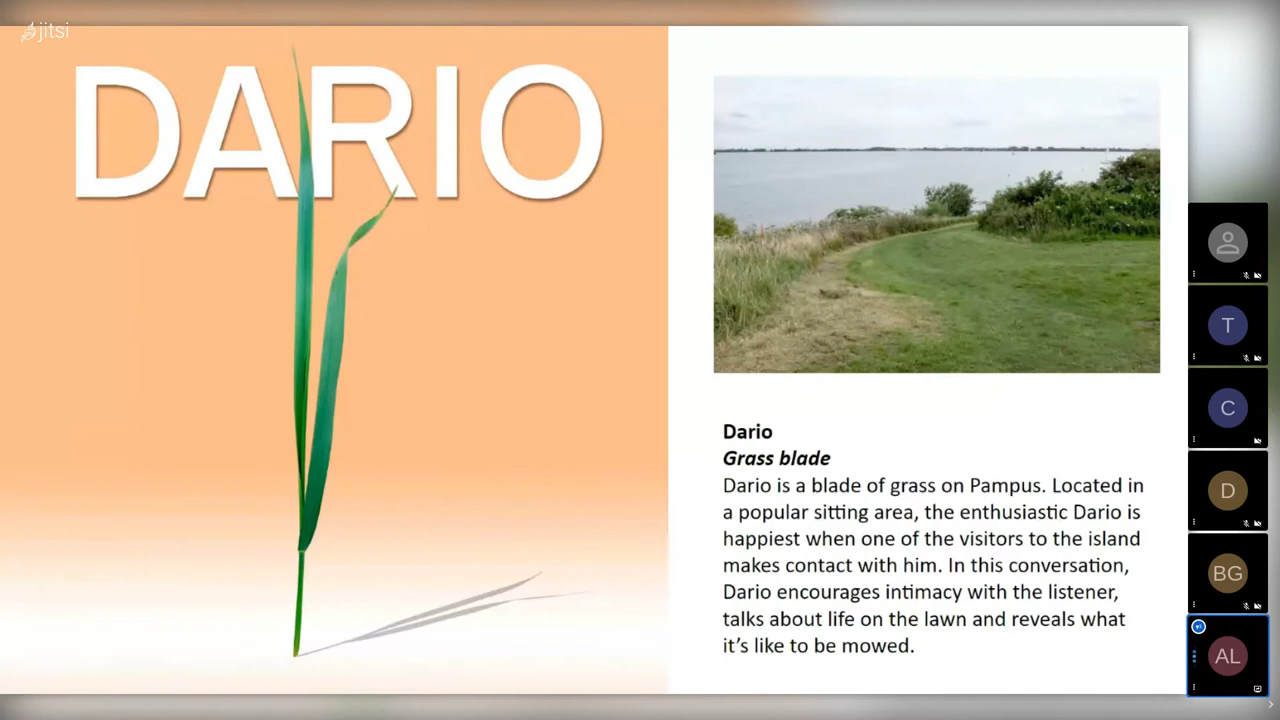 jitsi
DARIO
Dario
Grass blade
Dario is a blade of grass on Pampus. Located in
a popular sitting area, the enthusiastic Dario is
happiest when one of the visitors to the island
makes contact with him. In this conversation,
Dario encourages intimacy with the listener,
talks about life on the lawn and reveals what
it's like to be mowed.
T
C
D
BG
AL